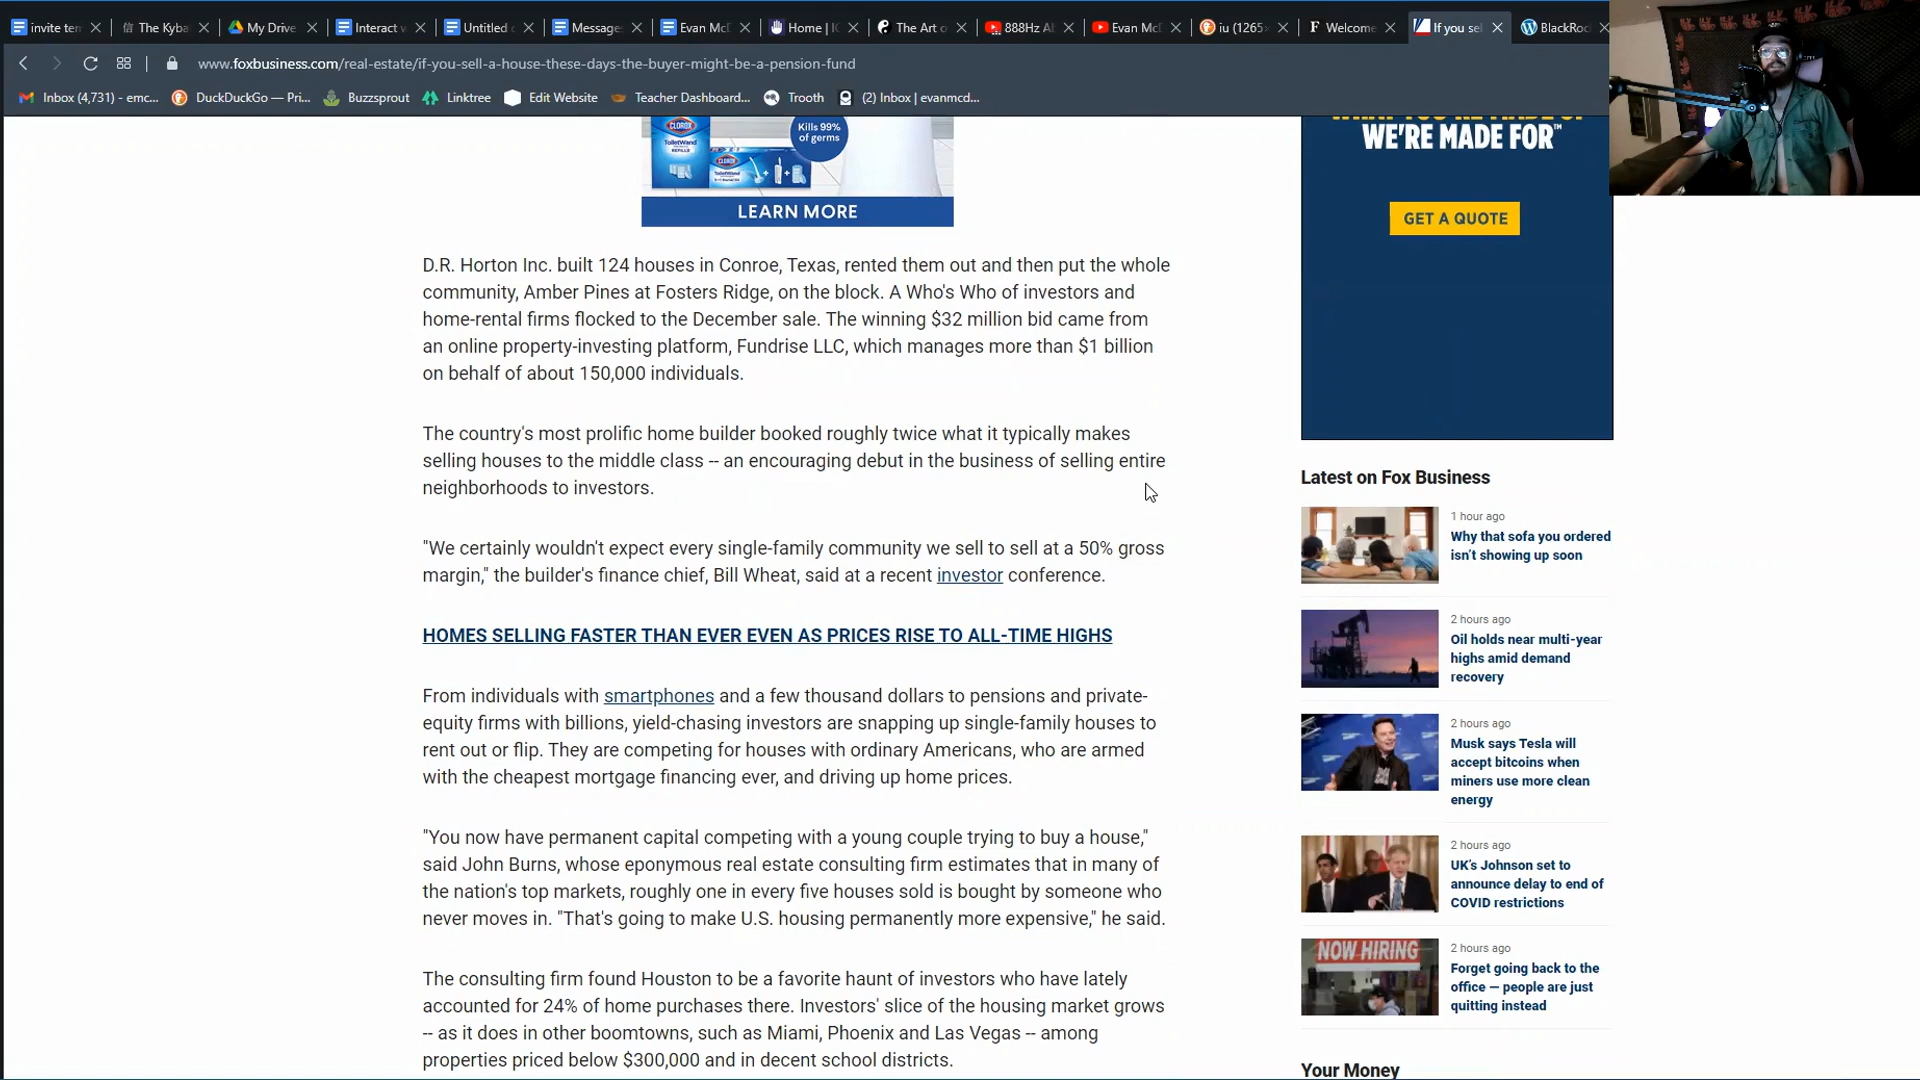 invite ten
The Kyba
My Drive
Interact w
Untitled
Message
Evan McD
Home | IC
The Art o
888Hz Ab
Evan McD
iu (1265×
Welcome
If you sel
BlackRoc
www.foxbusiness.com/real-estate/if-you-sell-a-house-these-days-the-buyer-might-be-a-pension-fund
Inbox (4,731) - emc...
DuckDuckGo — Pri...
Buzzsprout
Linktree
Edit Website
Teacher Dashboard...
Trooth
(2) Inbox | evanmcd...
CLOROX
ToiletWand
Kills 99%
of germs
LEARN MORE
WE'RE MADE FOR™
GET A QUOTE
D.R. Horton Inc. built 124 houses in Conroe, Texas, rented them out and then put the whole
community, Amber Pines at Fosters Ridge, on the block. A Who's Who of investors and
home-rental firms flocked to the December sale. The winning $32 million bid came from
an online property-investing platform, Fundrise LLC, which manages more than $1 billion
on behalf of about 150,000 individuals.
The country's most prolific home builder booked roughly twice what it typically makes
selling houses to the middle class -- an encouraging debut in the business of selling entire
neighborhoods to investors.
"We certainly wouldn't expect every single-family community we sell to sell at a 50% gross
margin," the builder's finance chief, Bill Wheat, said at a recent investor conference.
HOMES SELLING FASTER THAN EVER EVEN AS PRICES RISE TO ALL-TIME HIGHS
From individuals with smartphones and a few thousand dollars to pensions and private-
equity firms with billions, yield-chasing investors are snapping up single-family houses to
rent out or flip. They are competing for houses with ordinary Americans, who are armed
with the cheapest mortgage financing ever, and driving up home prices.
"You now have permanent capital competing with a young couple trying to buy a house,"
said John Burns, whose eponymous real estate consulting firm estimates that in many of
the nation's top markets, roughly one in every five houses sold is bought by someone who
never moves in. "That's going to make U.S. housing permanently more expensive," he said.
The consulting firm found Houston to be a favorite haunt of investors who have lately
accounted for 24% of home purchases there. Investors' slice of the housing market grows
-- as it does in other boomtowns, such as Miami, Phoenix and Las Vegas -- among
properties priced below $300,000 and in decent school districts.
Latest on Fox Business
1 hour ago
Why that sofa you ordered
isn't showing up soon
2 hours ago
Oil holds near multi-year
highs amid demand
recovery
2 hours ago
Musk says Tesla will
accept bitcoins when
miners use more clean
energy
2 hours ago
UK's Johnson set to
announce delay to end of
COVID restrictions
NOW HIRING
2 hours ago
Forget going back to the
office — people are just
quitting instead
Your Money